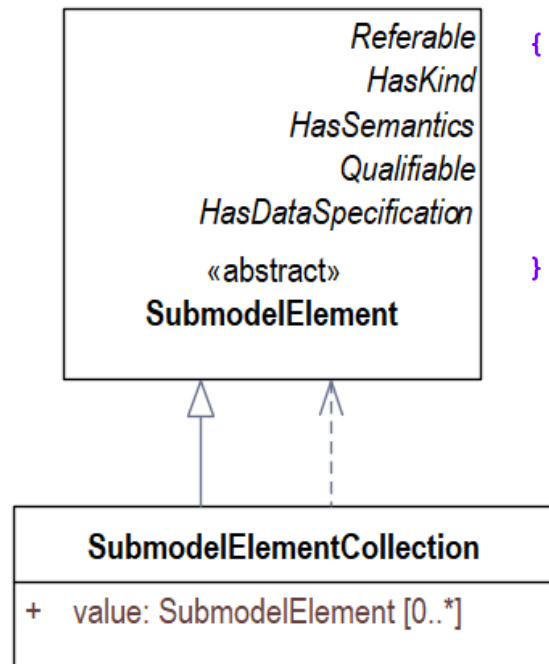 Referable {
HasKind
HasSemantics
Qualifiable
HasDataSpecification
«abstract» }
SubmodelElement
SubmodelElementCollection
+ value: SubmodelElement [0..*]